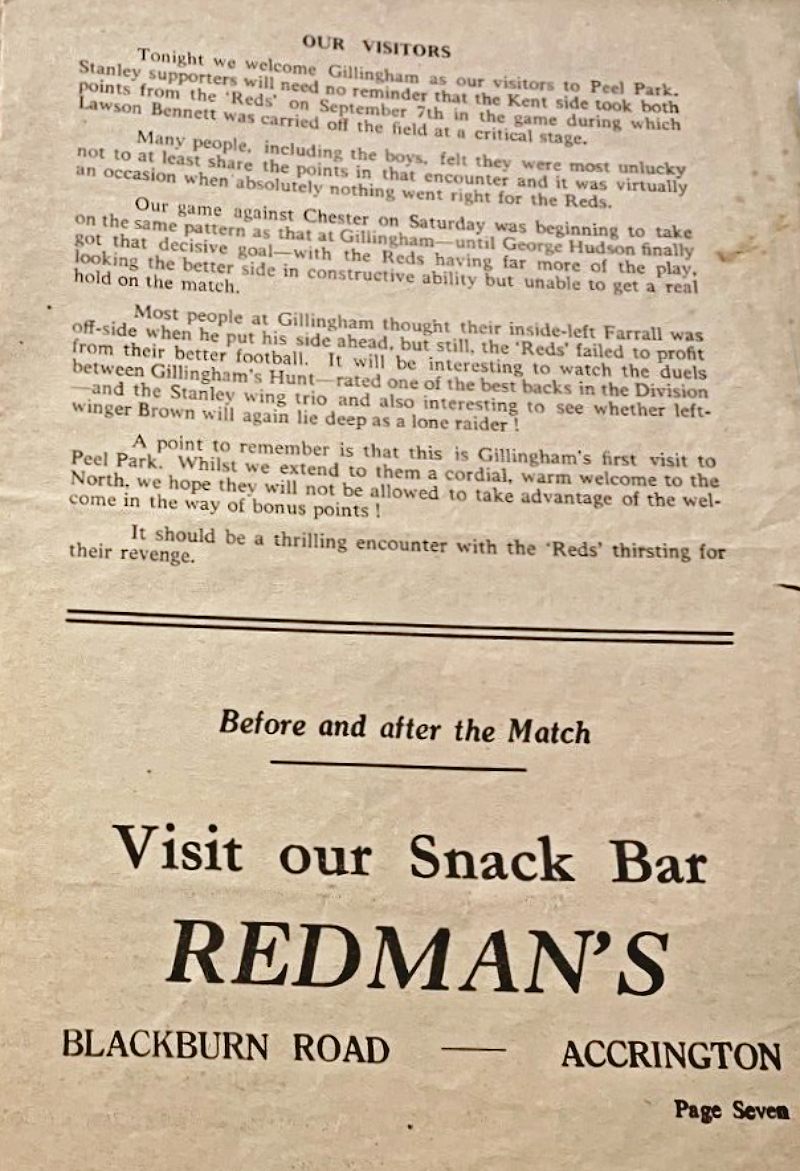 OUR VISITORS
Tonight we welcome Gillingham as our visitors to Peel Park.
Stanley supporters will need no reminder that the Kent side took both
points from the 'Reds' on September 7th in the game during which
Lawson Bennett was carried off the field at a critical stage.
Many people, including the boys, felt they were most unlucky
not to at least share the points in that encounter and it was virtually
an occasion when absolutely nothing went right for the Reds.
Our game against Chester on Saturday was beginning to take
on the same pattern as that at Gillingham—until George Hudson finally
got that decisive goal—with the Reds having far more of the play,
looking the better side in constructive ability but unable to get a real
hold on the match.
Most people at Gillingham thought their inside-left Farrall was
off-side when he put his side ahead, but still, the 'Reds' failed to profit
from their better football. It will be interesting to watch the duels
between Gillingham's Hunt—rated one of the best backs in the Division
—and the Stanley wing trio and also interesting to see whether left-
winger Brown will again lie deep as a lone raider !
A point to remember is that this is Gillingham's first visit to
Peel Park. Whilst we extend to them a cordial, warm welcome to the
North, we hope they will not be allowed to take advantage of the wel-
come in the way of bonus points !
It should be a thrilling encounter with the 'Reds' thirsting for
their revenge.
Before and after the Match
Visit our Snack Bar
REDMAN'S
BLACKBURN ROAD — ACCRINGTON
Page Seven